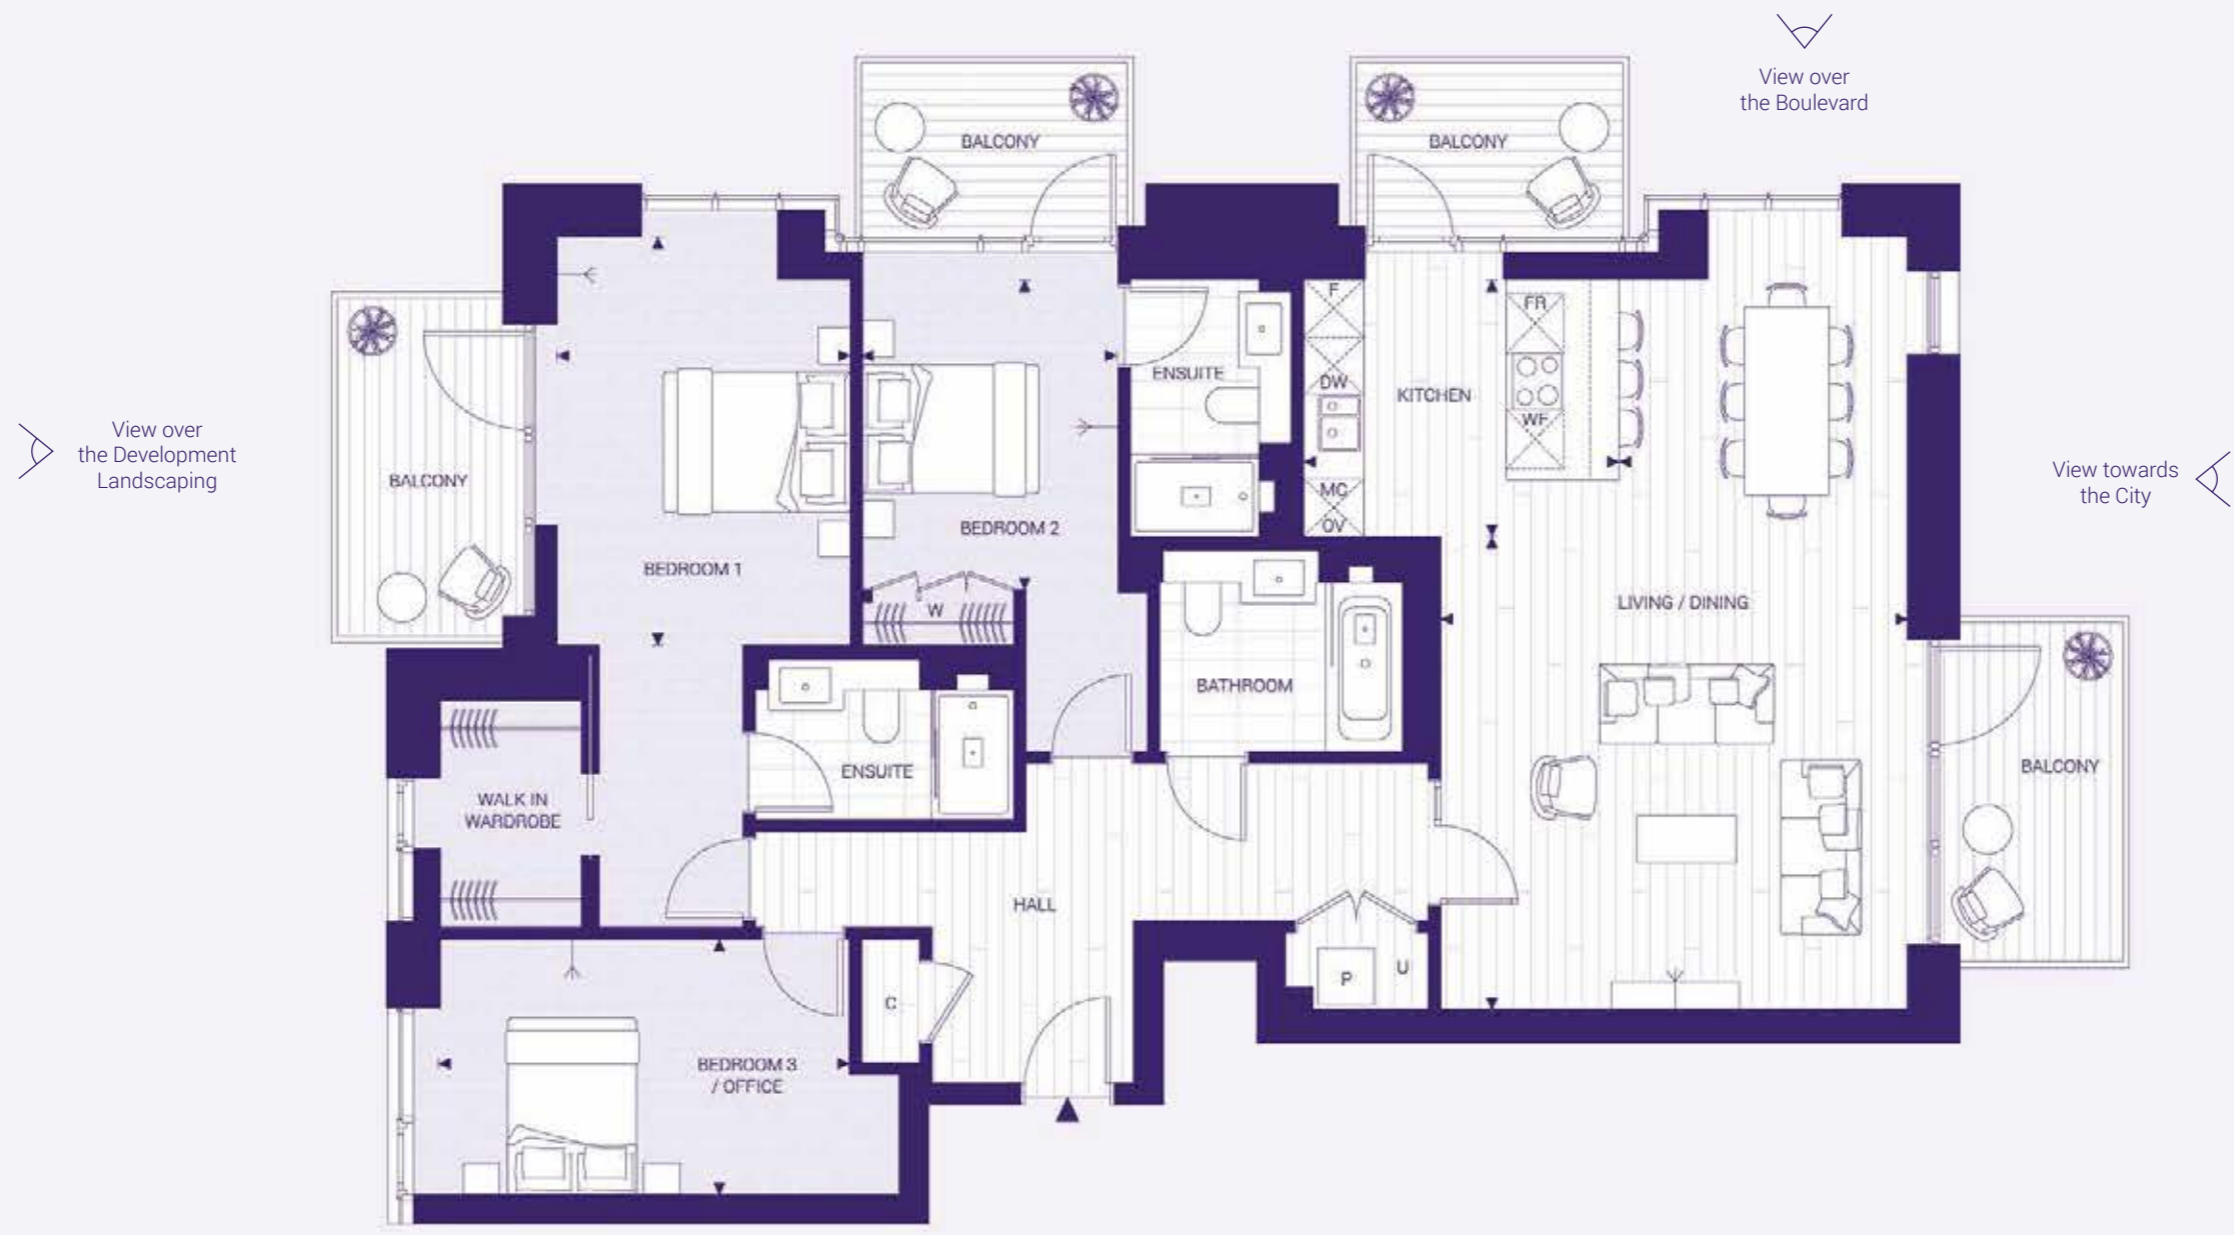 View over
the Boulevard
BALCONY
BALCONY
F
FR
ENSUITE
DW
KITCHEN
WF
View over
the Development
Landscaping
BALCONY
MC
OV
View towards
the City
BEDROOM 2
BEDROOM 1
W
LIVING / DINING
BATHROOM
ENSUITE
BALCONY
WALK IN
WARDROBE
HALL
C
P
U
BEDROOM 3
/ OFFICE